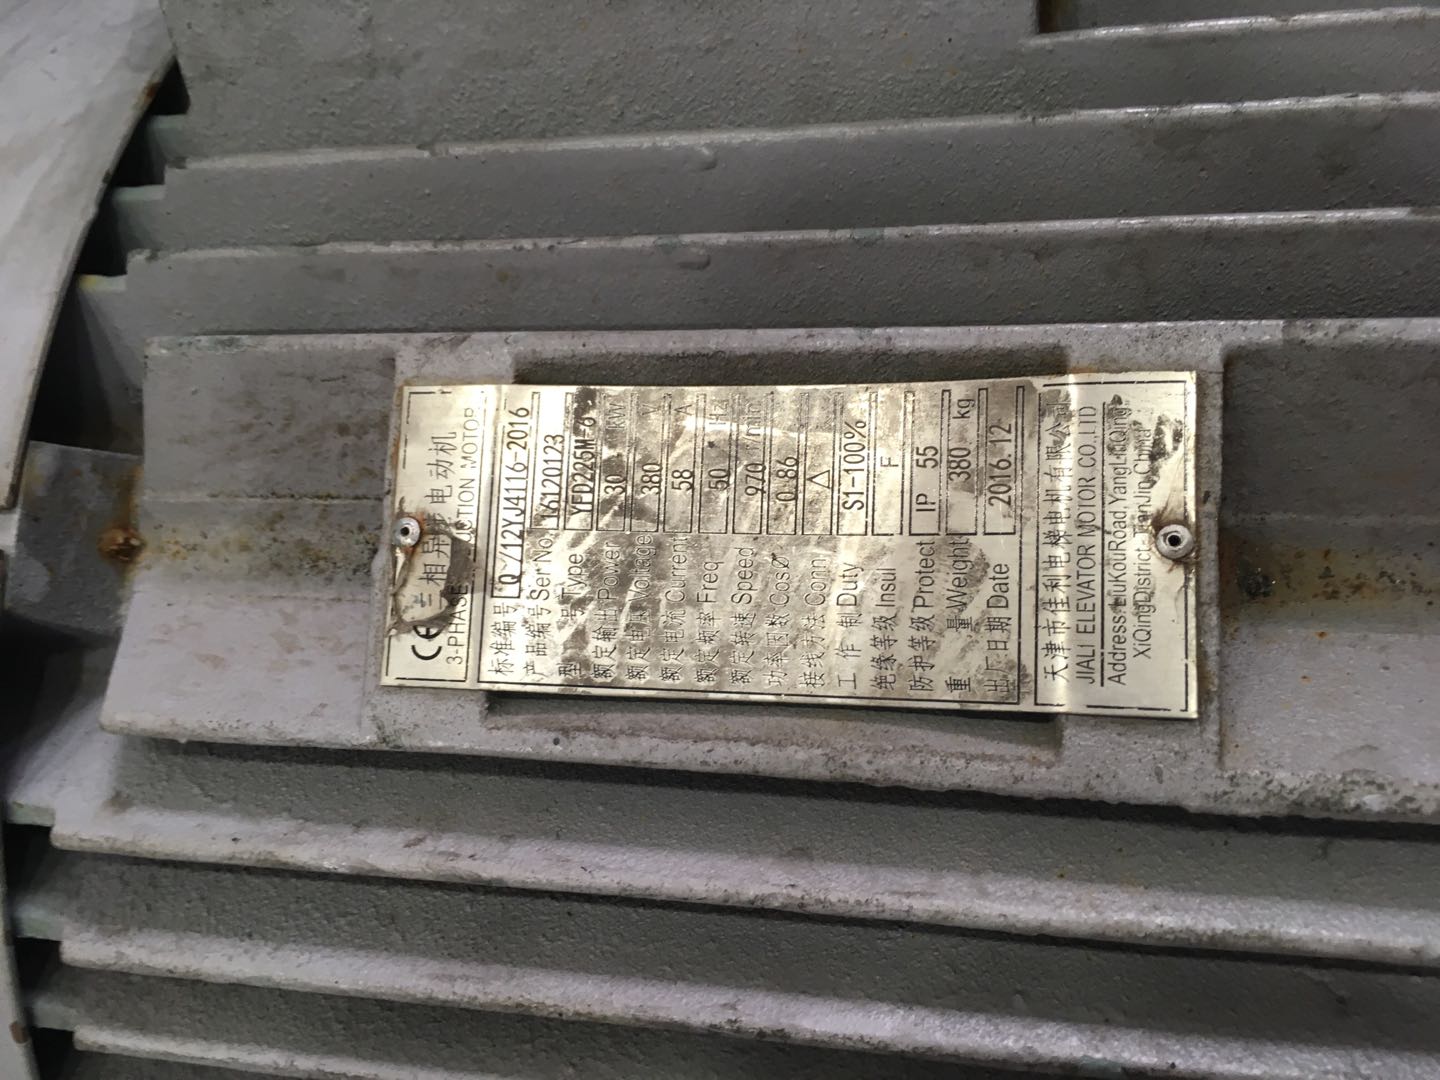 CE 三相异步电动机
3-PHASE INDUCTION MOTOR
标准编号 Q/12YJ4116-2016
产品编号 Ser No. Y6120123
型号 Type YFD225M-6
额定输出 Power 30 kW
额定电压 Voltage 380 V
额定电流 Current 58 A
额定频率 Freq 50 Hz
额定转速 Speed 970 /min
功率因数 CosØ 0.86
接线方法 Conn △
工作制 Duty S1-100%
绝缘等级 Insul F
防护等级 Protect IP 55
重量 Weight 380 kg
出厂日期 Date 2016.12
天津市佳利电梯电机有限公司
JIALI ELEVATOR MOTOR CO.,LTD
Address:LiuKouRoad,YangLiuQing,
XiQingDistrict,TianJin,China